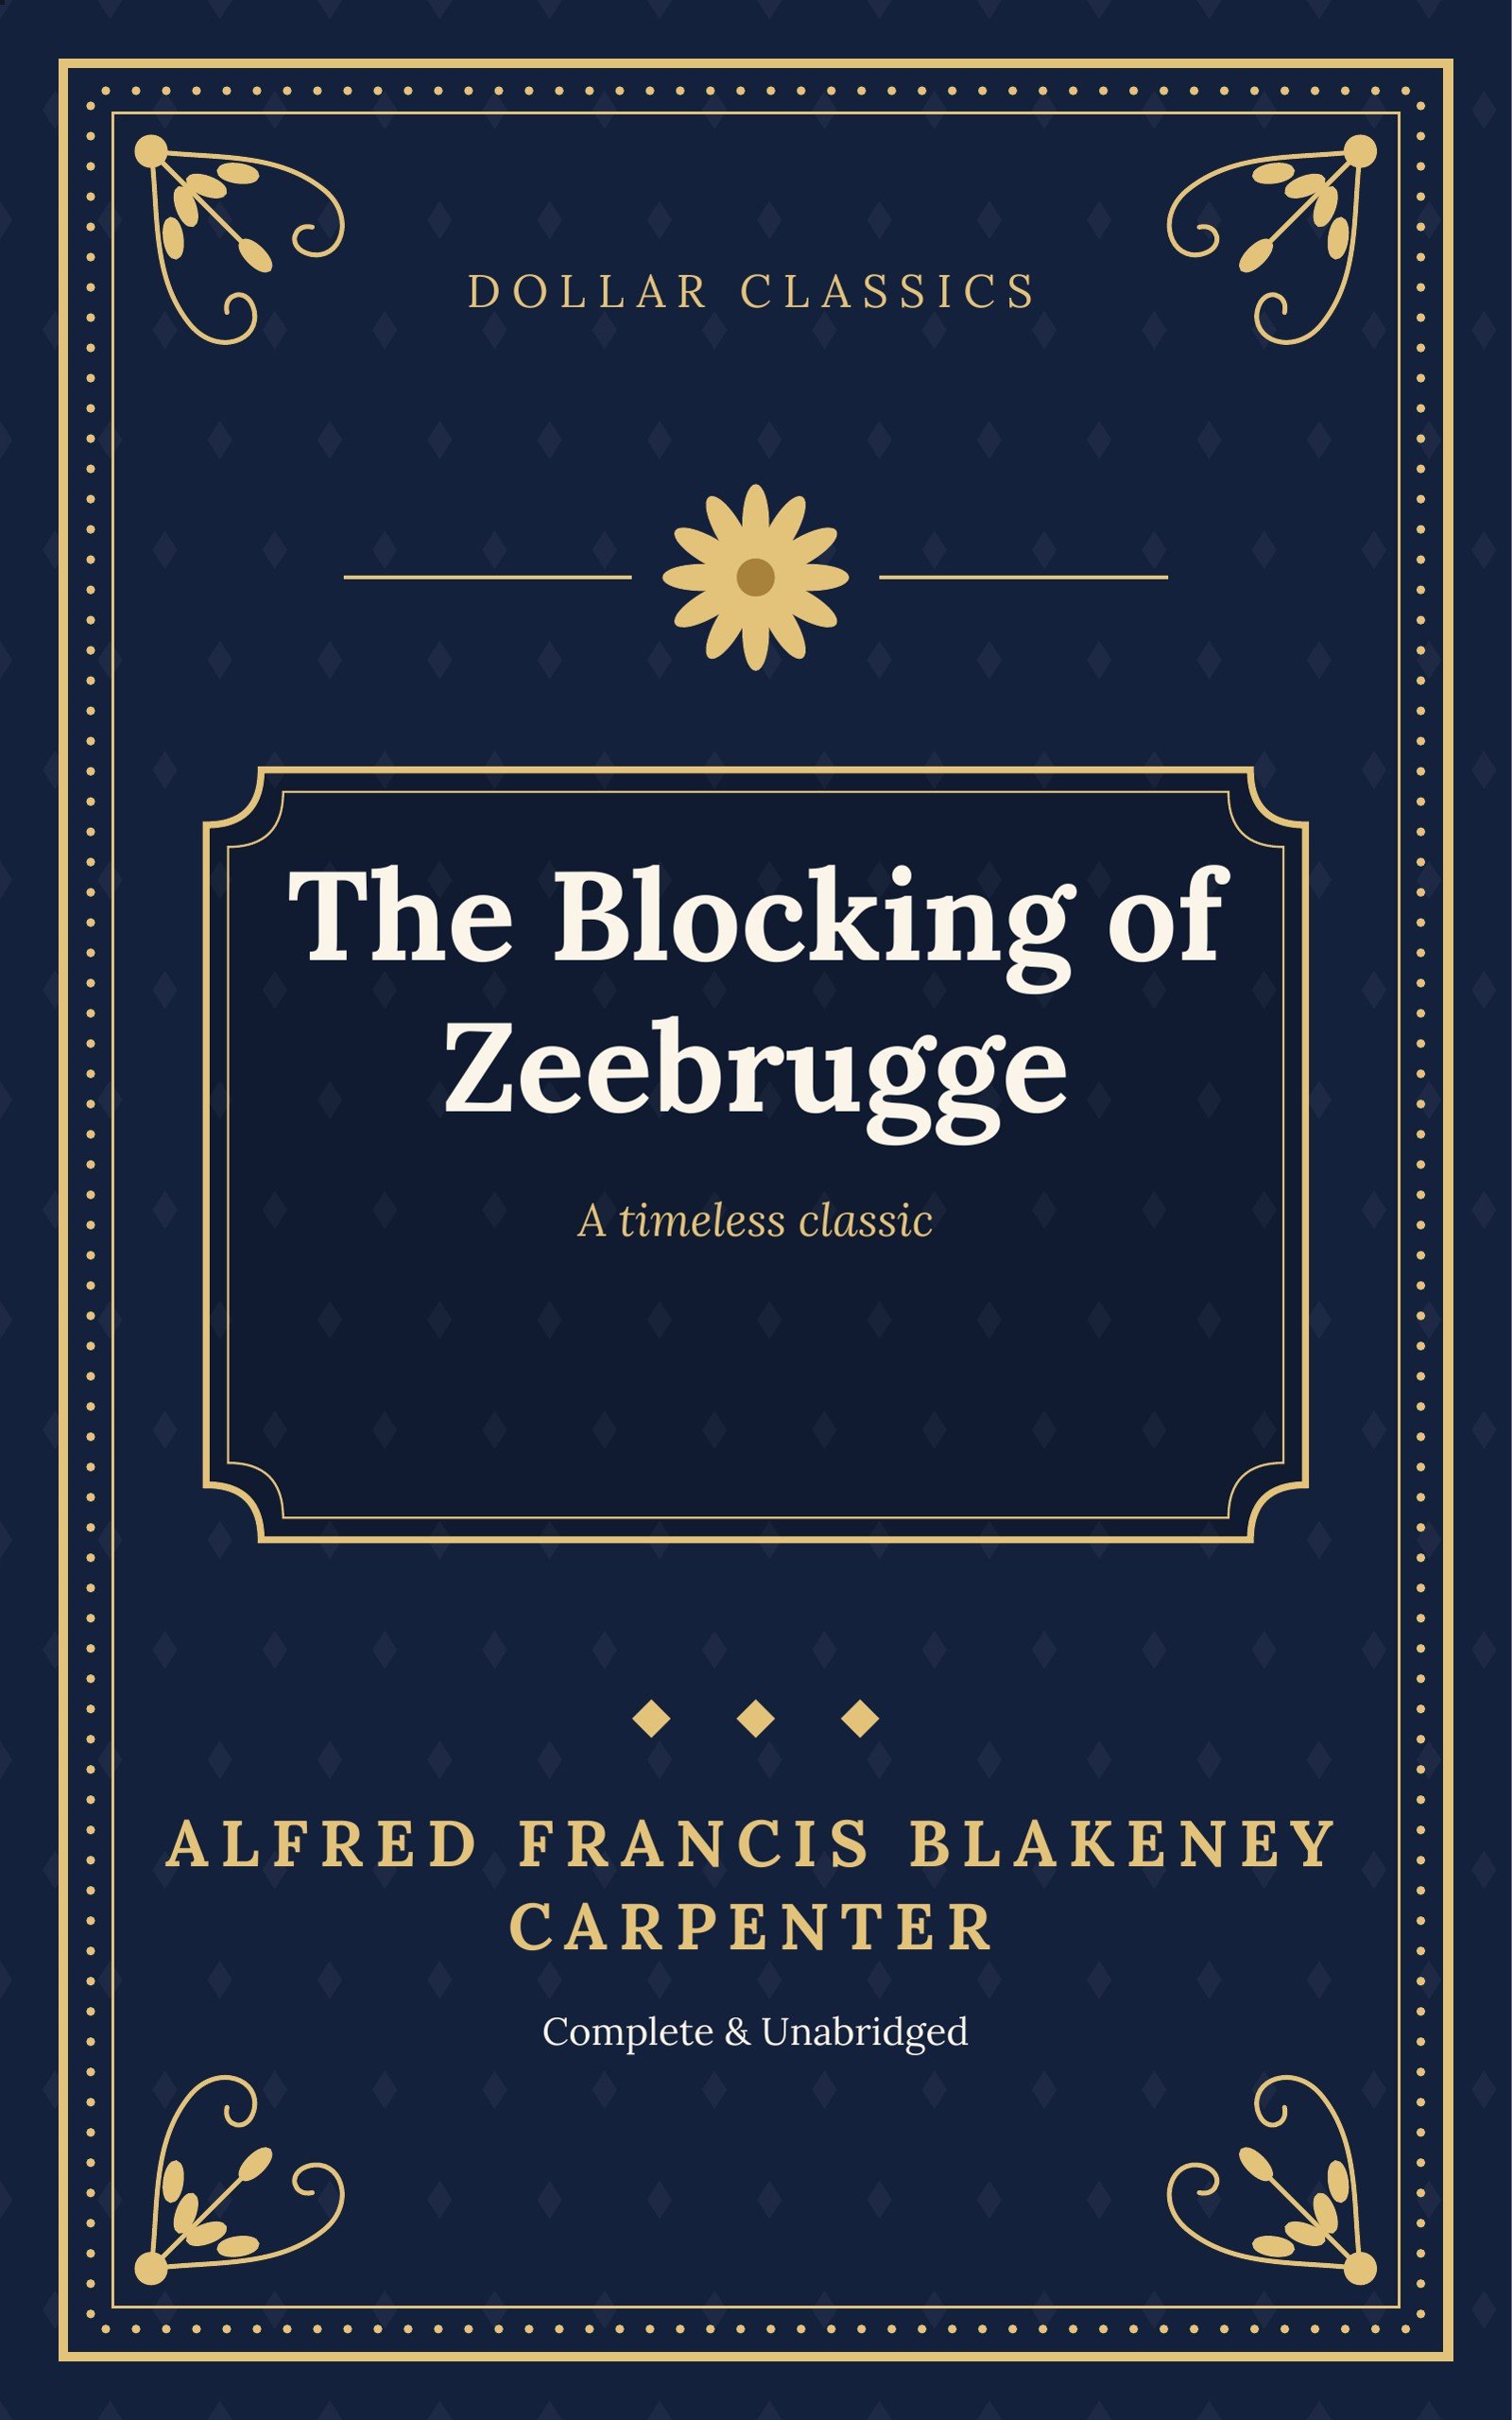 DOLLAR CLASSICS
The Blocking of
Zeebrugge
A timeless classic
ALFRED FRANCIS BLAKENEY
CARPENTER
Complete & Unabridged